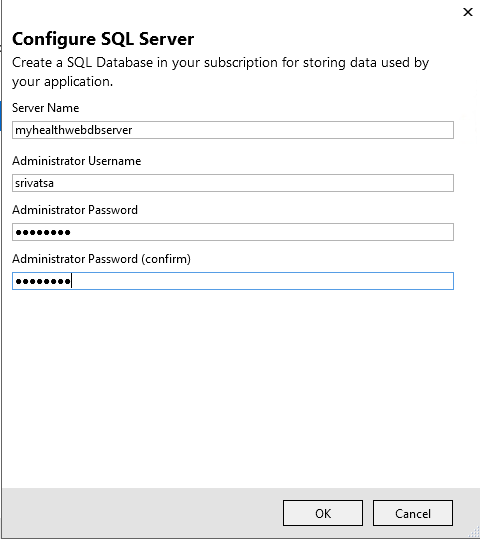 Configure SQL Server
Create a SQL Database in your subscription for storing data used by
your application.
Server Name
myhealthwebdbserver
Administrator Username
srivatsa
Administrator Password
●●●●●●●●
Administrator Password (confirm)
●●●●●●●●
OK
Cancel